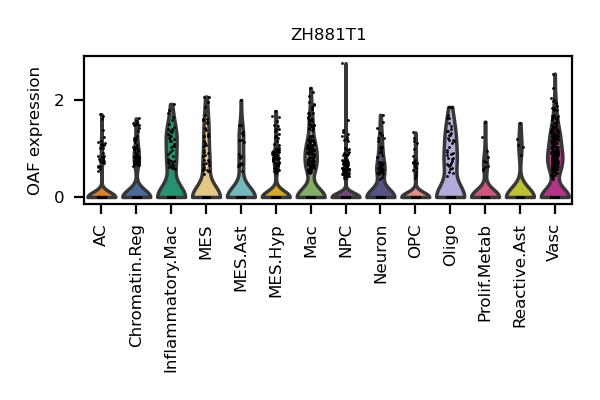 ZH881T1
OAF expression
2
0
AC
Chromatin.Reg
Inflammatory.Mac
MES
MES.Ast
MES.Hyp
Mac
NPC
Neuron
OPC
Oligo
Prolif.Metab
Reactive.Ast
Vasc